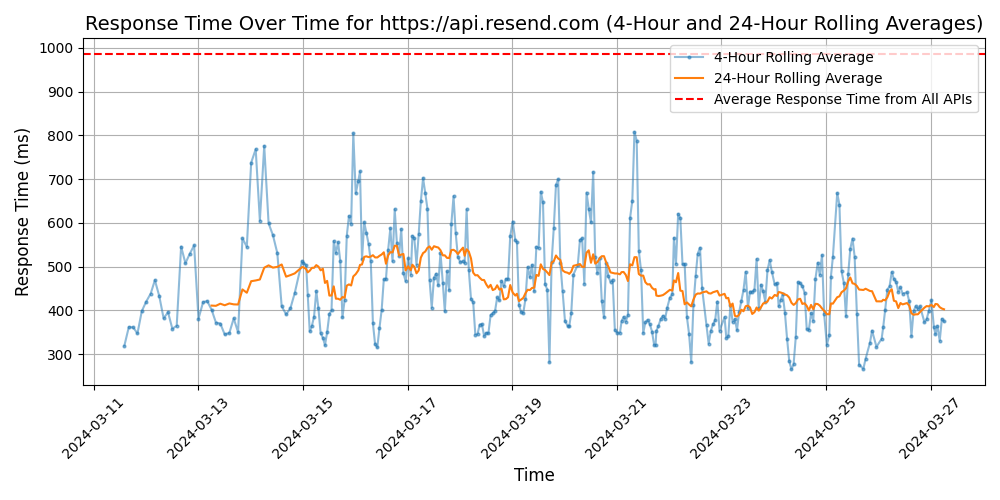 Response Time Over Time for https://api.resend.com (4-Hour and 24-Hour Rolling Averages)
4-Hour Rolling Average
24-Hour Rolling Average
Average Response Time from All APIs
Response Time (ms)
1000
900
800
700
600
500
400
300
2024-03-11
2024-03-13
2024-03-15
2024-03-17
2024-03-19
2024-03-21
2024-03-23
2024-03-25
2024-03-27
Time